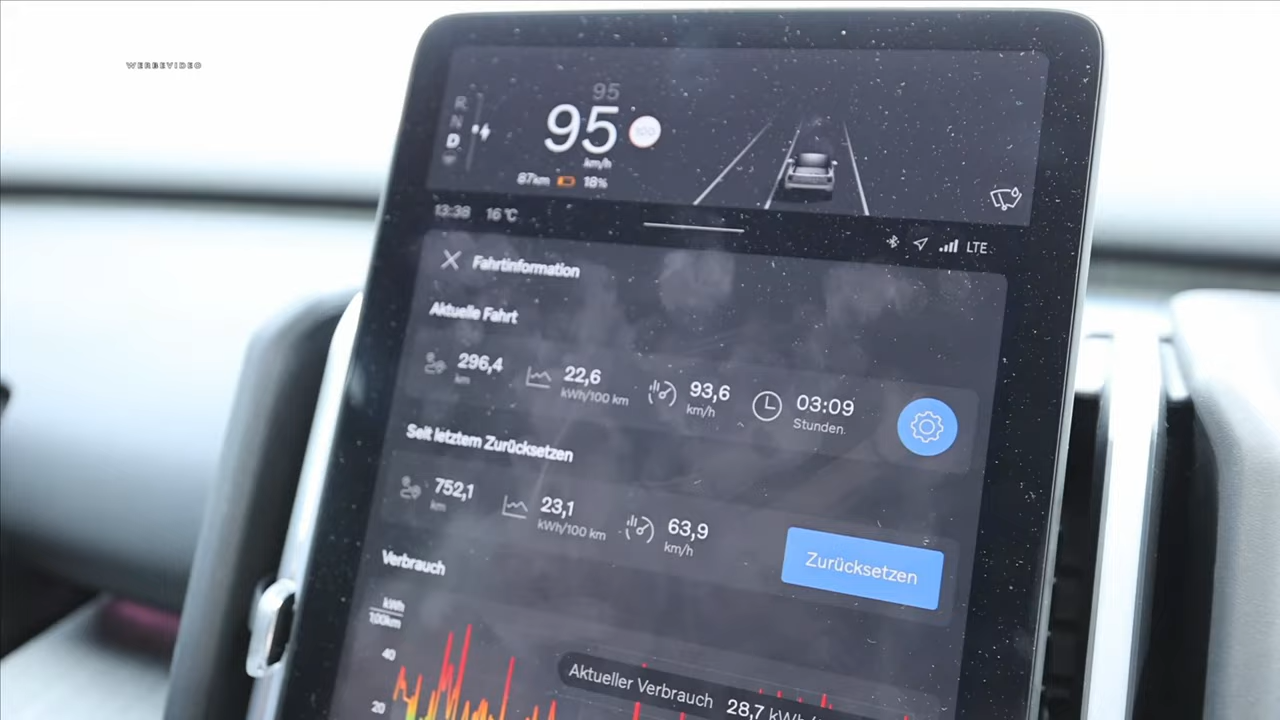 WERBEVIDEO
95
R
N
D
95
100
km/h
87km 18%
13:38 16°C
LTE
Fahrtinformation
Aktuelle Fahrt
296,4 22,6 93,6 03:09
km kWh/100 km km/h Stunden
Seit letztem Zurücksetzen
752,1 23,1 63,9
km kWh/100 km km/h
Zurücksetzen
Verbrauch
kWh
100km
40
Aktueller Verbrauch 28,7 kWh/
20